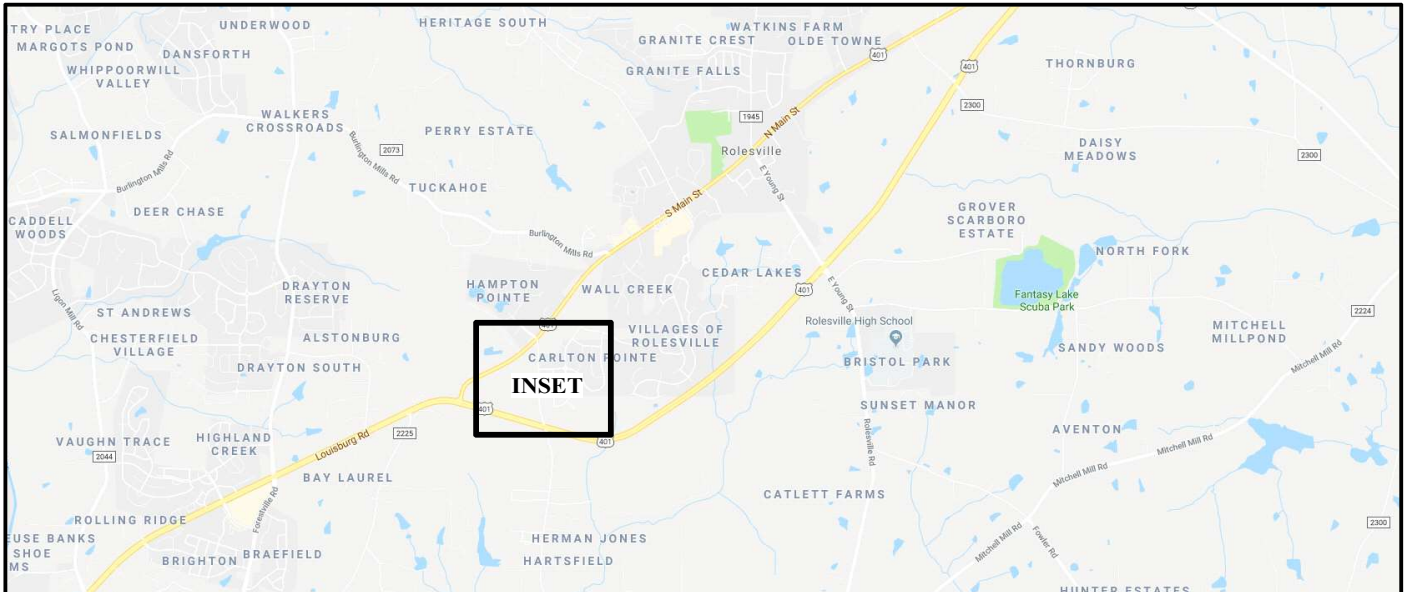 TRY PLACE
UNDERWOOD
HERITAGE SOUTH
WATKINS FARM
MARGOTS POND
DANSFORTH
GRANITE CREST
OLDE TOWNE
401
WHIPPOORWILL
VALLEY
GRANITE FALLS
401
THORNBURG
2300
WALKERS
CROSSROADS
1945
N Main St
SALMONFIELDS
PERRY ESTATE
Burlington Mills Rd
2073
Rolesville
DAISY
MEADOWS
2300
Burlington Mills Rd
TUCKAHOE
E Young St
S Main St
DEER CHASE
CADDELL
WOODS
GROVER
SCARBORO
ESTATE
Burlington Mills Rd
NORTH FORK
CEDAR LAKES
HAMPTON
POINTE
WALL CREEK
DRAYTON
RESERVE
401
E Young St
Fantasy Lake
Scuba Park
Ligon Mill Rd
ST ANDREWS
2224
401
Rolesville High School
CHESTERFIELD
VILLAGE
ALSTONBURG
VILLAGES OF
ROLESVILLE
MITCHELL
MILLPOND
SANDY WOODS
CARLTON POINTE
BRISTOL PARK
Mitchell Mill Rd
DRAYTON SOUTH
INSET
401
SUNSET MANOR
2225
401
Louisburg Rd
VAUGHN TRACE
HIGHLAND
CREEK
2044
Rolesville Rd
AVENTON
Mitchell Mill Rd
Mitchell Mill Rd
BAY LAUREL
CATLETT FARMS
Forestville Rd
ROLLING RIDGE
2300
EUSE BANKS
SHOE
MS
HERMAN JONES
Mitchell Mill Rd
Fowler Rd
BRIGHTON
BRAEFIELD
HARTSFIELD
HUNTER ESTATES